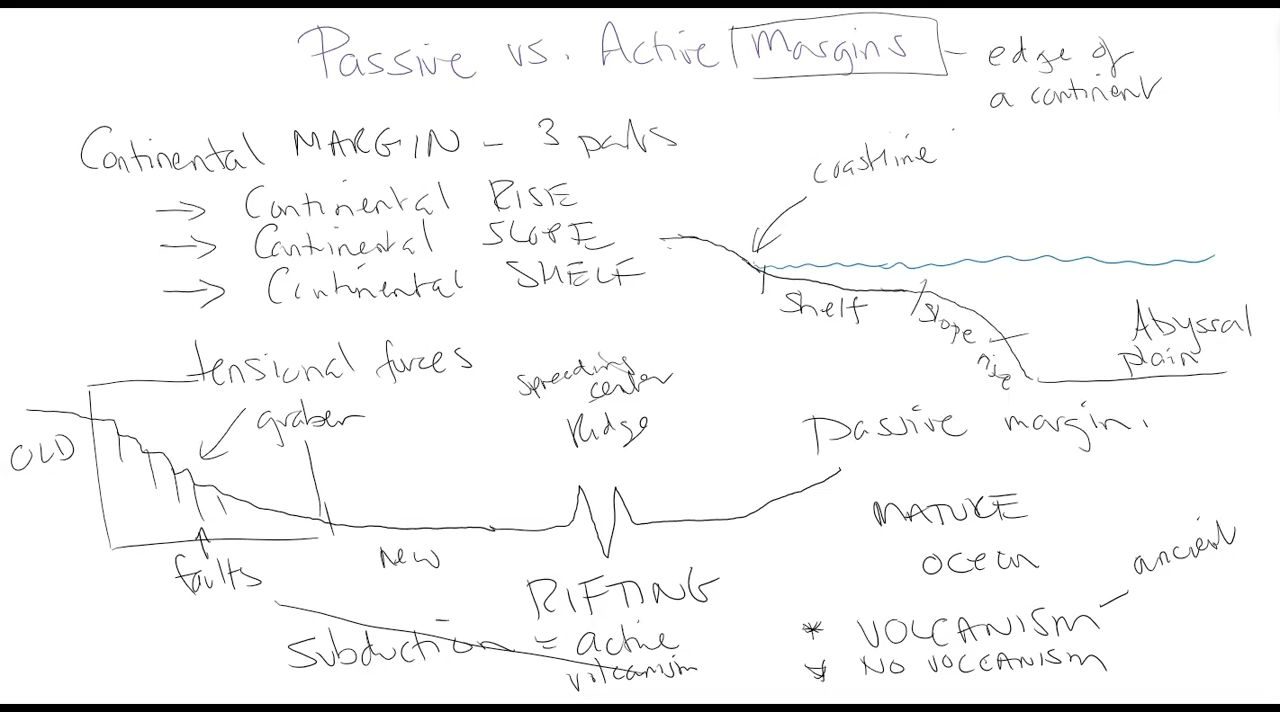 Passive vs. Active Margins - edge of
a continent
Continental MARGIN - 3 parts
→ Continental RISE
→ Continental SLOPE
→ Continental SHELF
coastline
shelf
slope
rise
Abyssal
plain
tensional forces
graben
OLD
faults
new
spreading
center
Ridge
passive margin.
MATURE
ocean
RIFTING
subduction = active
volcanism
* VOLCANISM - ancient
* NO VOLCANISM